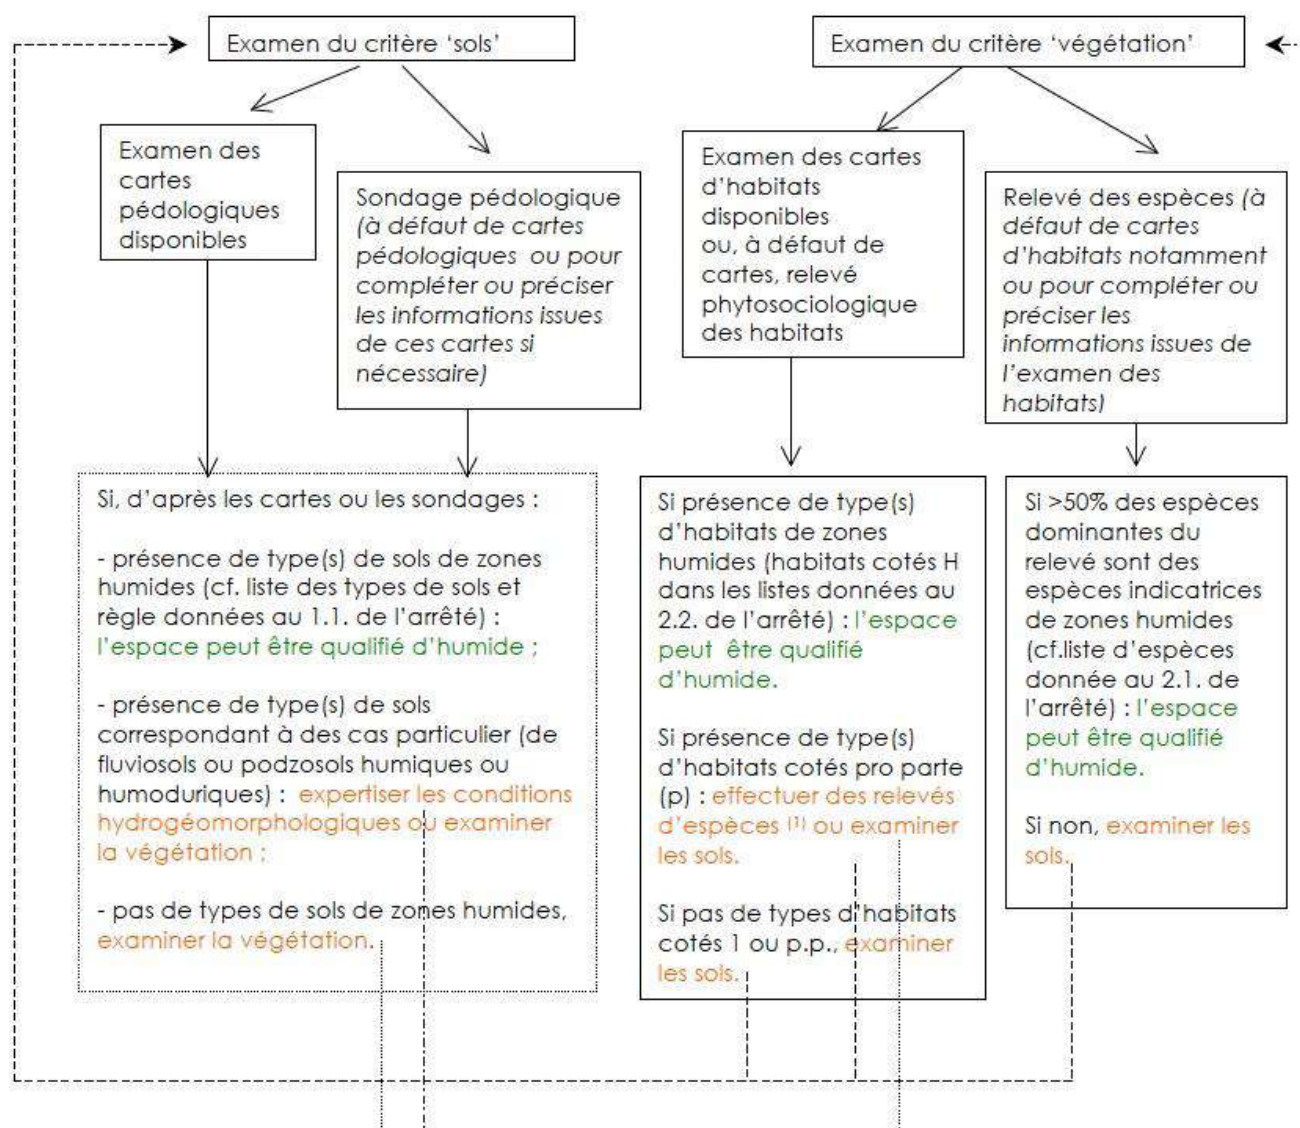 Examen du critère ‘sols’
Examen des
cartes
pédologiques
disponibles
Sondage pédologique
(à défaut de cartes
pédologiques ou pour
compléter ou préciser
les informations issues
de ces cartes si
nécessaire)
Si, d’après les cartes ou les sondages :
- présence de type(s) de sols de zones
humides (cf. liste des types de sols et
règle données au 1.1. de l’arrêté) :
l’espace peut être qualifié d’humide ;
- présence de type(s) de sols
correspondant à des cas particulier (de
fluviosols ou podzosols humiques ou
humoduriques) : expertiser les conditions
hydrogéomorphologiques ou examiner
la végétation ;
- pas de types de sols de zones humides,
examiner la végétation.
Examen du critère ‘végétation’
Examen des cartes
d’habitats
disponibles
ou, à défaut de
cartes, relevé
phytosociologique
des habitats
Relevé des espèces (à
défaut de cartes
d’habitats notamment
ou pour compléter ou
préciser les
informations issues de
l’examen des
habitats)
Si présence de type(s)
d’habitats de zones
humides (habitats cotés H
dans les listes données au
2.2. de l’arrêté) : l’espace
peut être qualifié
d’humide.
Si présence de type(s)
d’habitats cotés pro parte
(p) : effectuer des relevés
d’espèces (1) ou examiner
les sols.
Si pas de types d’habitats
cotés 1 ou p.p., examiner
les sols.
Si >50% des espèces
dominantes du
relevé sont des
espèces indicatrices
de zones humides
(cf.liste d’espèces
donnée au 2.1. de
l’arrêté) : l’espace
peut être qualifié
d’humide.
Si non, examiner les
sols.